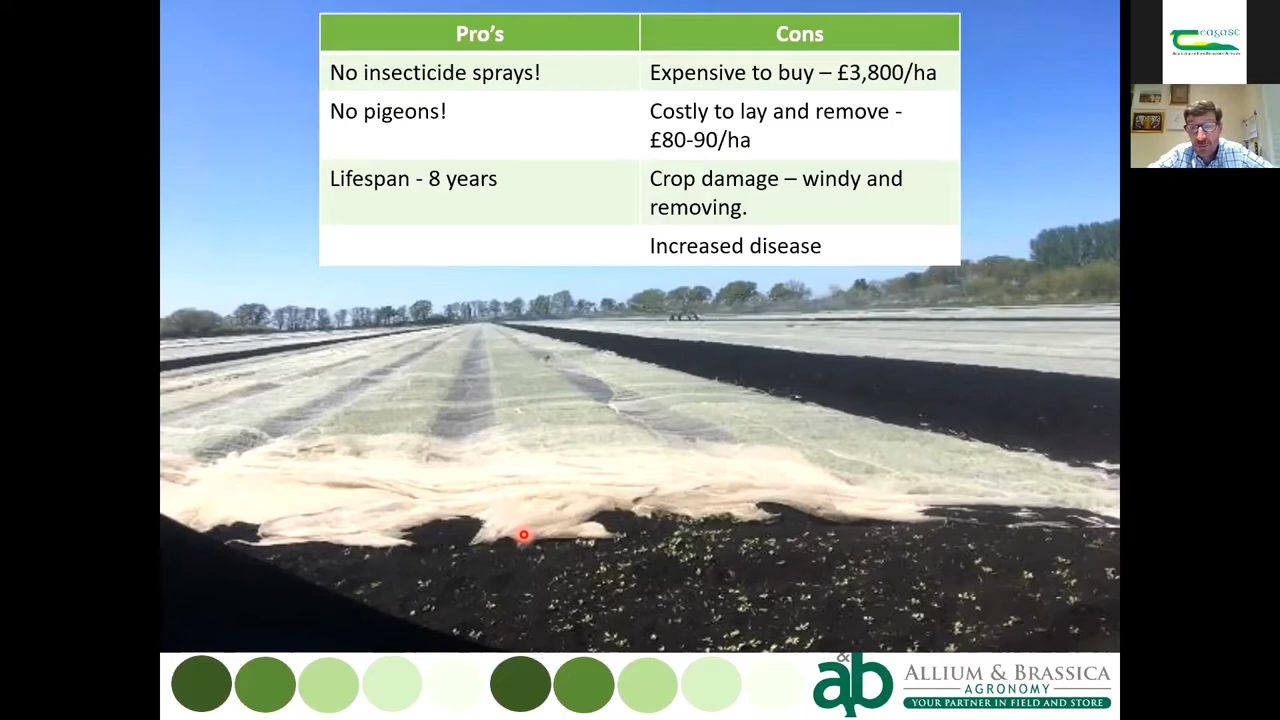 Pro's
Cons
No insecticide sprays!
Expensive to buy – £3,800/ha
No pigeons!
Costly to lay and remove -
£80-90/ha
Lifespan - 8 years
Crop damage – windy and
removing.
Increased disease
a&b
ALLIUM & BRASSICA
AGRONOMY
YOUR PARTNER IN FIELD AND STORE
eagasc